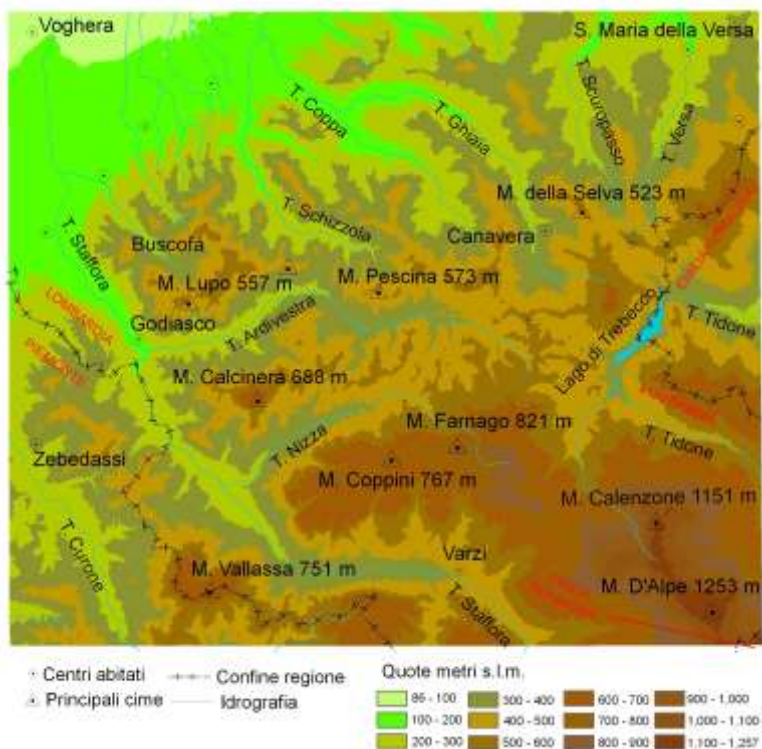 Voghera
S. Maria della Versa
T. Coppa
T. Ghiaia
T. Scuropasso
T. Versa
M. della Selva 523 m
T. Schizzola
Canavera
T. Staffora
Buscofà
M. Lupo 557 m
M. Pescina 573 m
Godiasco
T. Ardivestra
Lago di Trebecco
T. Tidone
LOMBARDIA
PIEMONTE
M. Calcinera 688 m
M. Farnago 821 m
T. Nizza
T. Tidone
Zebedassi
M. Coppini 767 m
M. Calenzone 1151 m
T. Curone
Varzi
M. Vallassa 751 m
M. D'Alpe 1253 m
T. Staffora
Centri abitati
Confine regione
Principali cime
Idrografia
Quote metri s.l.m.
86 - 100
300 - 400
600 - 700
900 - 1,000
100 - 200
400 - 500
700 - 800
1,000 - 1.100
200 - 300
500 - 600
800 - 900
1,100 - 1,257